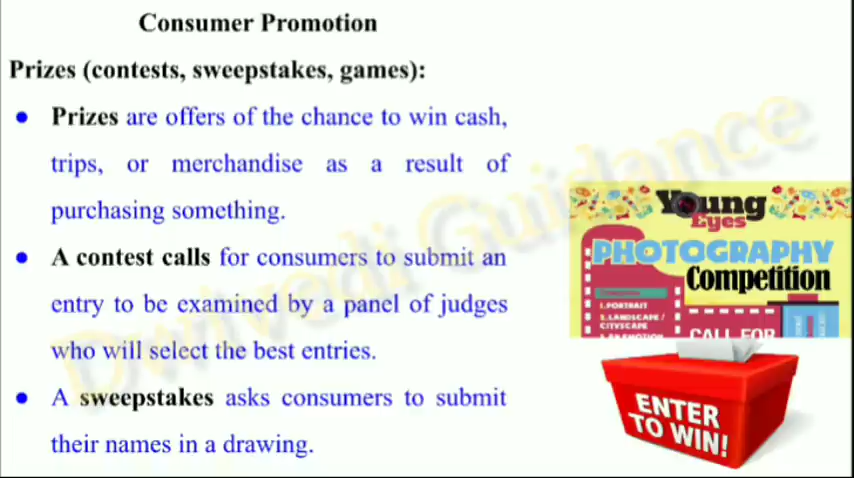 Consumer Promotion
Prizes (contests, sweepstakes, games):
● Prizes are offers of the chance to win cash,
trips, or merchandise as a result of
purchasing something.
● A contest calls for consumers to submit an
entry to be examined by a panel of judges
who will select the best entries.
● A sweepstakes asks consumers to submit
their names in a drawing.
Dwivedi Guidance
Young
Eyes
PHOTOGRAPHY
Competition
1.PORTRAIT
2.LANDSCAPE /
CITYSCAPE
CALL FOR
ENTER
TO WIN!